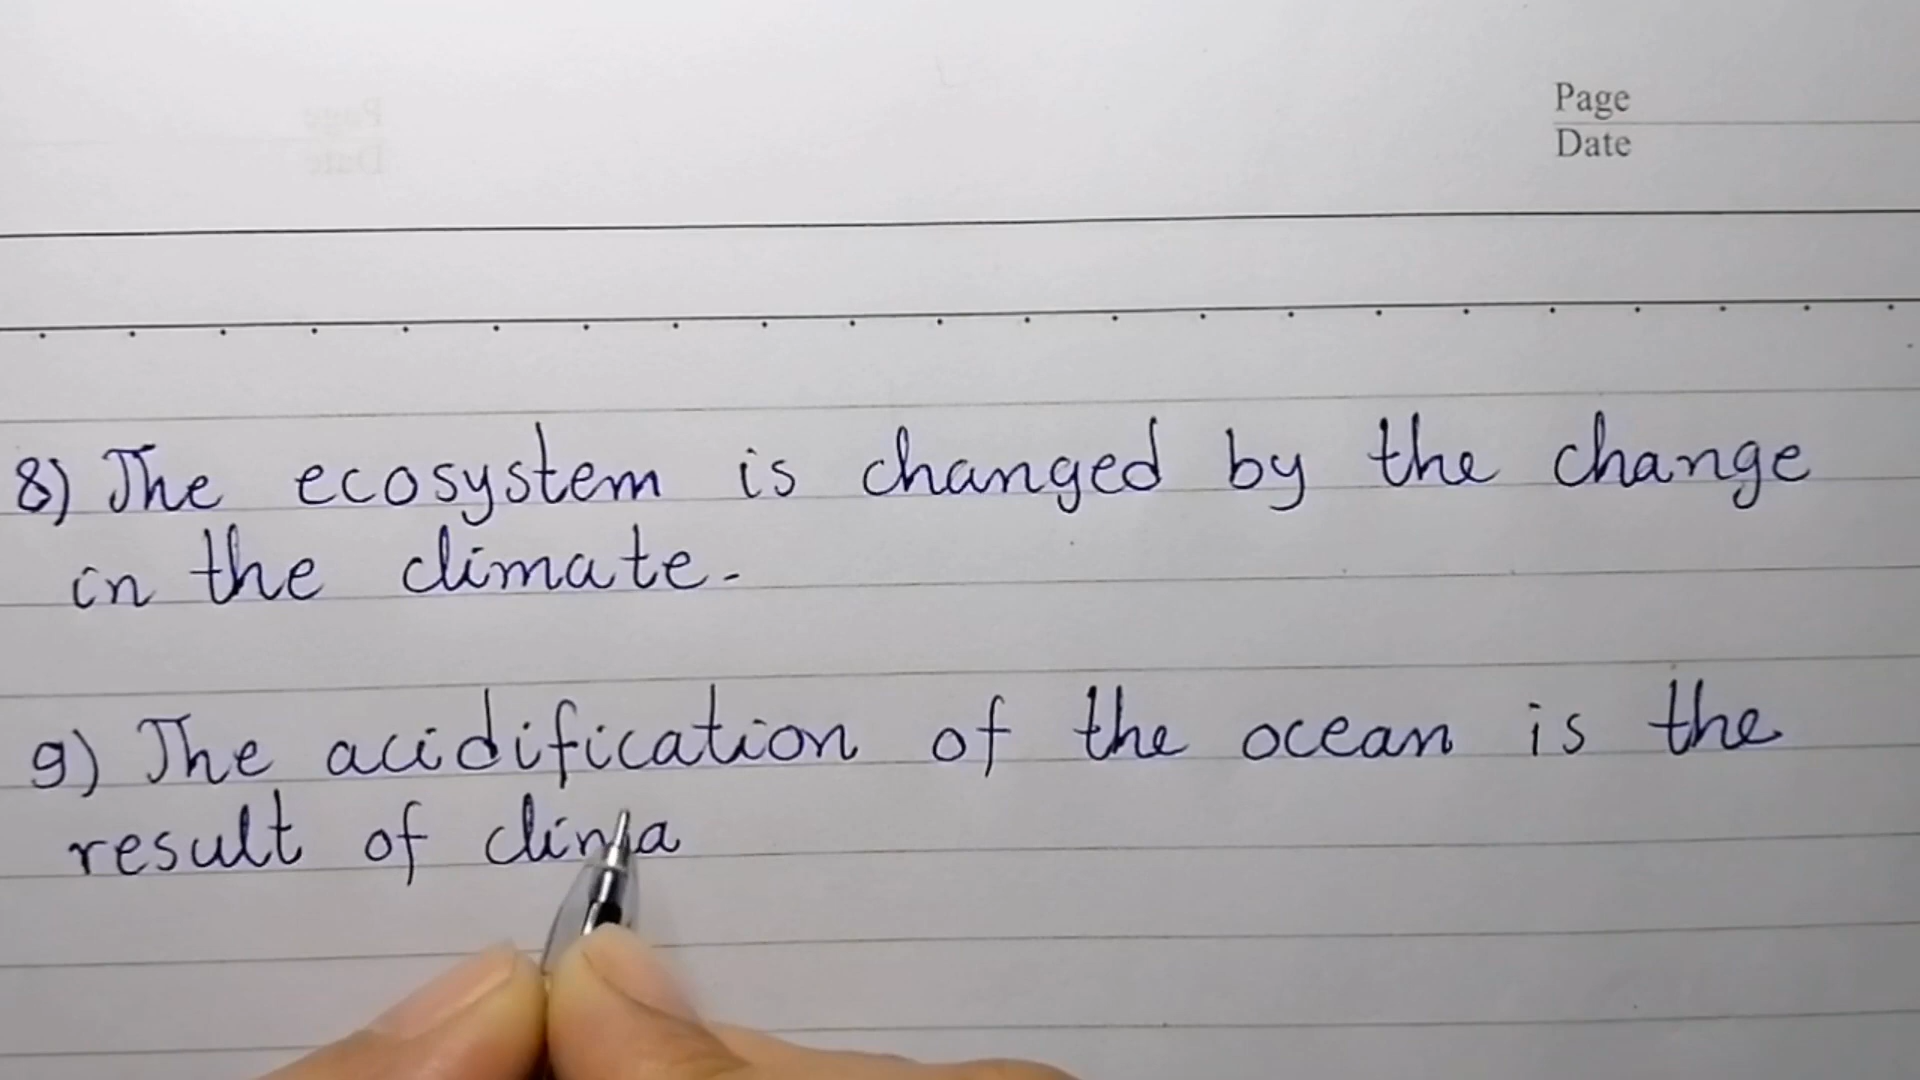 Page
Date
8) The ecosystem is changed by the change
in the climate.
9) The acidification of the ocean is the
result of clima